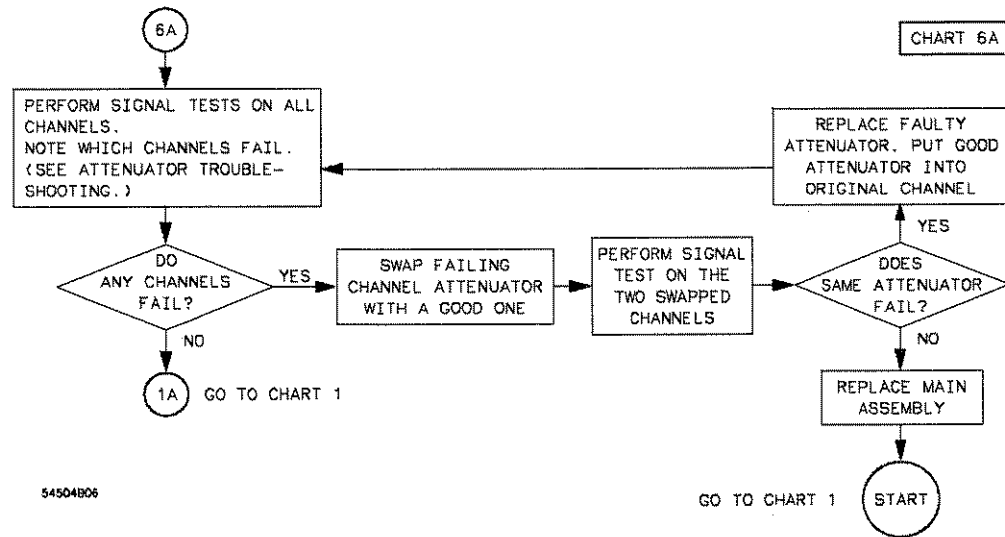 6A
CHART 6A
PERFORM SIGNAL TESTS ON ALL
CHANNELS.
NOTE WHICH CHANNELS FAIL.
(SEE ATTENUATOR TROUBLE-
SHOOTING.)
REPLACE FAULTY
ATTENUATOR. PUT GOOD
ATTENUATOR INTO
ORIGINAL CHANNEL
YES
DO
ANY CHANNELS
FAIL?
YES
SWAP FAILING
CHANNEL ATTENUATOR
WITH A GOOD ONE
PERFORM SIGNAL
TEST ON THE
TWO SWAPPED
CHANNELS
DOES
SAME ATTENUATOR
FAIL?
NO
NO
1A
GO TO CHART 1
REPLACE MAIN
ASSEMBLY
54504B06
GO TO CHART 1
START